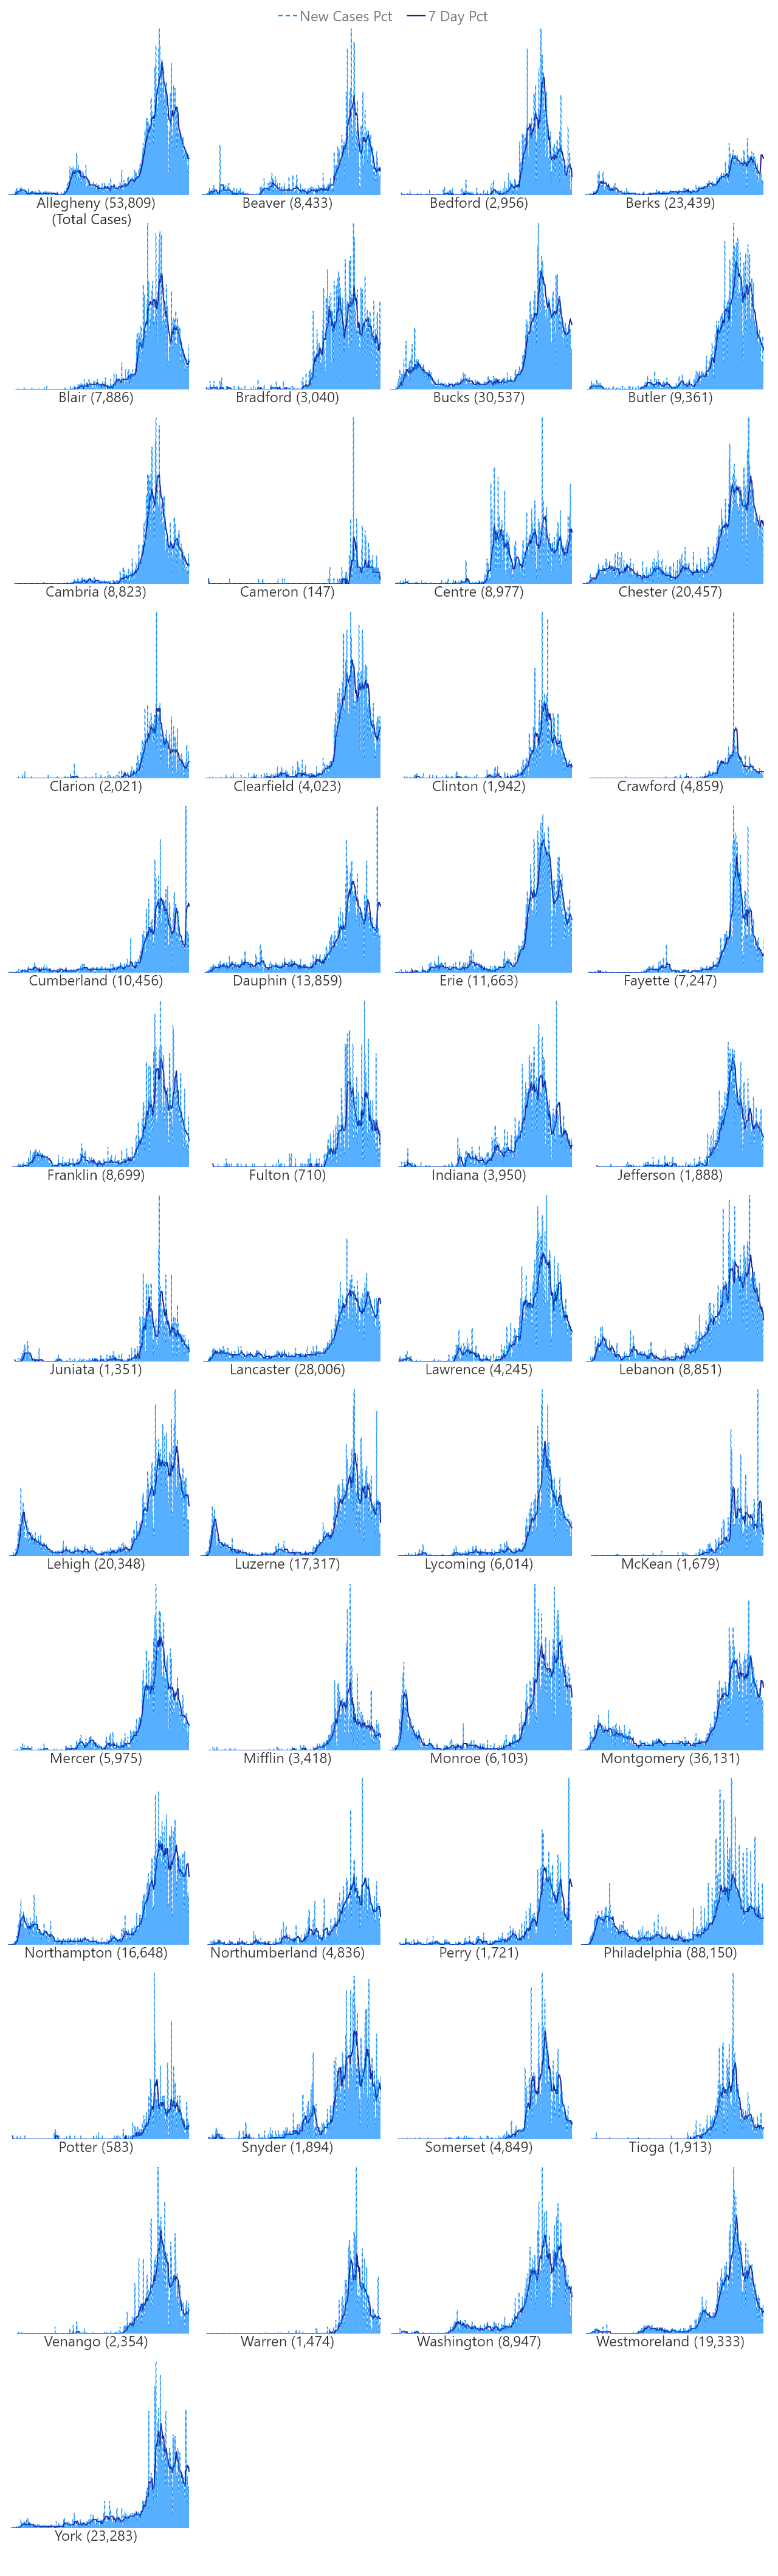 New Cases Pct 7 Day Pct
Allegheny (53,809) Beaver (8,433) Bedford (2,956) Berks (23,439)
(Total Cases)
Blair (7,886) Bradford (3,040) Bucks (30,537) Butler (9,361)
Cambria (8,823) Cameron (147) Centre (8,977) Chester (20,457)
Clarion (2,021) Clearfield (4,023) Clinton (1,942) Crawford (4,859)
Cumberland (10,456) Dauphin (13,859) Erie (11,663) Fayette (7,247)
Franklin (8,699) Fulton (710) Indiana (3,950) Jefferson (1,888)
Juniata (1,351) Lancaster (28,006) Lawrence (4,245) Lebanon (8,851)
Lehigh (20,348) Luzerne (17,317) Lycoming (6,014) McKean (1,679)
Mercer (5,975) Mifflin (3,418) Monroe (6,103) Montgomery (36,131)
Northampton (16,648) Northumberland (4,836) Perry (1,721) Philadelphia (88,150)
Potter (583) Snyder (1,894) Somerset (4,849) Tioga (1,913)
Venango (2,354) Warren (1,474) Washington (8,947) Westmoreland (19,333)
York (23,283)